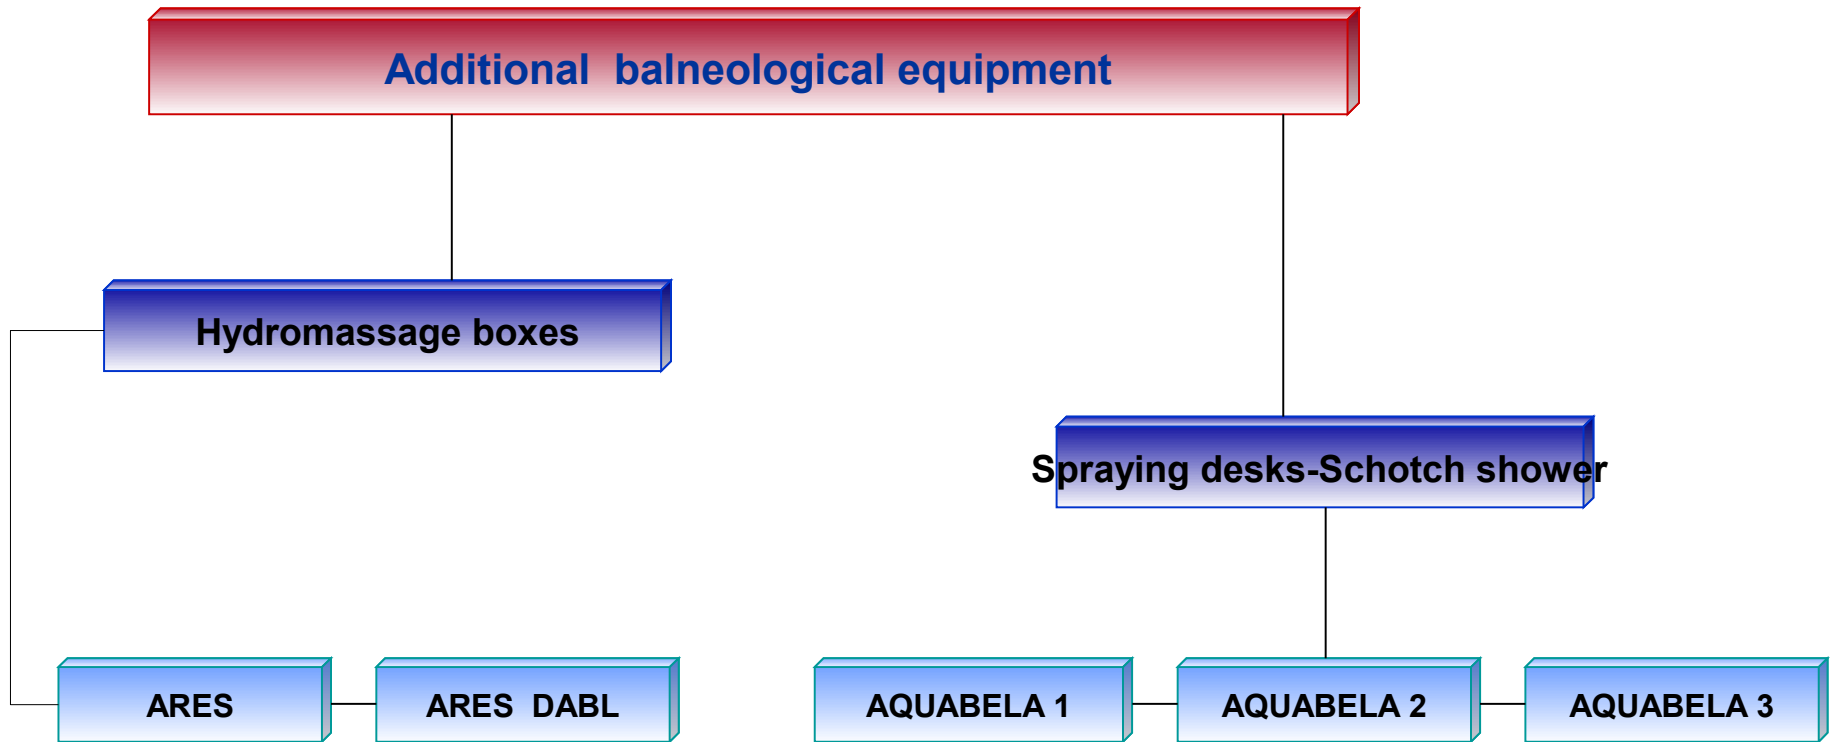 Additional balneological equipment
Hydromassage boxes
Spraying desks-Schotch shower
ARES
ARES DABL
AQUABELA 1
AQUABELA 2
AQUABELA 3